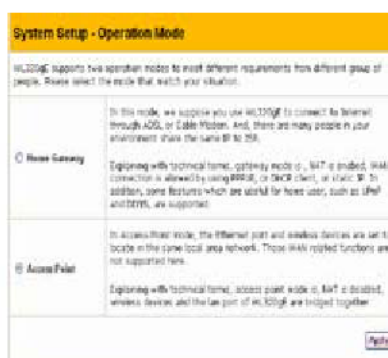 System Setup - Operation Mode
WL320gE supports two operation modes to meet different requirements from different group of
people. Please select the mode that match your situation.
In this mode, we suppose you use WL320gE to connect to Internet
through ADSL or Cable Modem. And, there are many people in your
environment share the same IP to ISP.
Home Gateway
Explaining with technical terms, gateway mode is , NAT is enabled, WAN
connection is allowed by using PPPoE, or DHCP client, or static IP. In
addition, some features which are useful for home user, such as UPnP
and DDNS, are supported.
In Access Point mode, the Ethernet port and wireless devices are set to
locate in the same local area network. Those WAN related functions are
not supported here.
Access Point
Explaining with technical terms, access point mode is, NAT is disabled,
wireless devices and the lan port of WL320gE are bridged together.
Apply